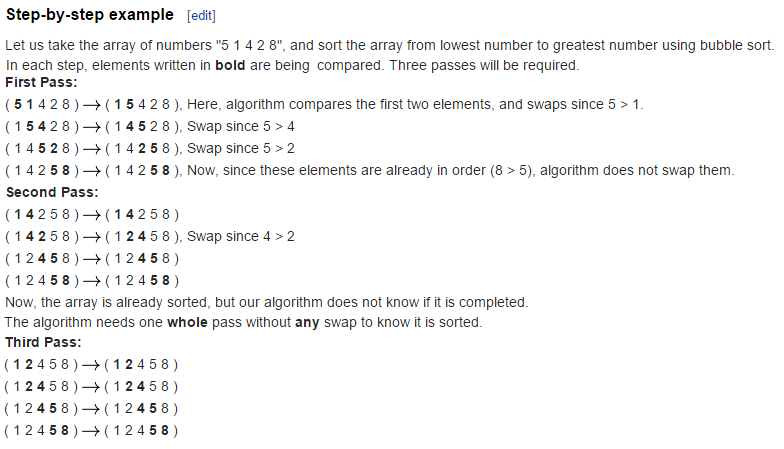 Step-by-step example [edit]
Let us take the array of numbers "5 1 4 2 8", and sort the array from lowest number to greatest number using bubble sort.
In each step, elements written in bold are being compared. Three passes will be required.
First Pass:
( 5 1 4 2 8 ) → ( 1 5 4 2 8 ), Here, algorithm compares the first two elements, and swaps since 5 > 1.
( 1 5 4 2 8 ) → ( 1 4 5 2 8 ), Swap since 5 > 4
( 1 4 5 2 8 ) → ( 1 4 2 5 8 ), Swap since 5 > 2
( 1 4 2 5 8 ) → ( 1 4 2 5 8 ), Now, since these elements are already in order (8 > 5), algorithm does not swap them.
Second Pass:
( 1 4 2 5 8 ) → ( 1 4 2 5 8 )
( 1 4 2 5 8 ) → ( 1 2 4 5 8 ), Swap since 4 > 2
( 1 2 4 5 8 ) → ( 1 2 4 5 8 )
( 1 2 4 5 8 ) → ( 1 2 4 5 8 )
Now, the array is already sorted, but our algorithm does not know if it is completed.
The algorithm needs one whole pass without any swap to know it is sorted.
Third Pass:
( 1 2 4 5 8 ) → ( 1 2 4 5 8 )
( 1 2 4 5 8 ) → ( 1 2 4 5 8 )
( 1 2 4 5 8 ) → ( 1 2 4 5 8 )
( 1 2 4 5 8 ) → ( 1 2 4 5 8 )